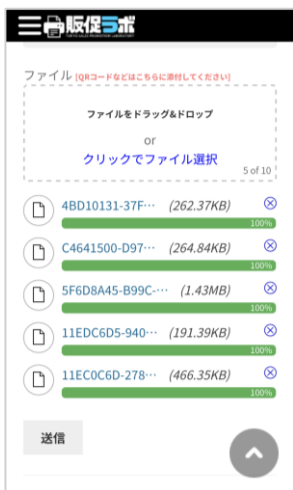 販促ラボ
TOKYO SALES PROMOTION LABORATORY
ファイル [QRコードなどはこちらに添付してください]
ファイルをドラッグ&ドロップ
or
クリックでファイル選択
5 of 10
4BD10131-37F… (262.37KB)
100%
C4641500-D97… (264.84KB)
100%
5F6D8A45-B99C-… (1.43MB)
100%
11EDC6D5-940… (191.39KB)
100%
11EC0C6D-278… (466.35KB)
100%
送信